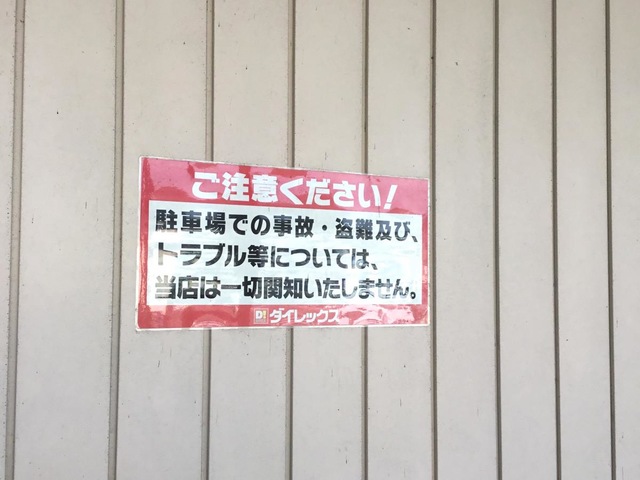 ご注意ください!
駐車場での事故・盗難及び、
トラブル等については、
当店は一切関知いたしません。
D! ダイレックス